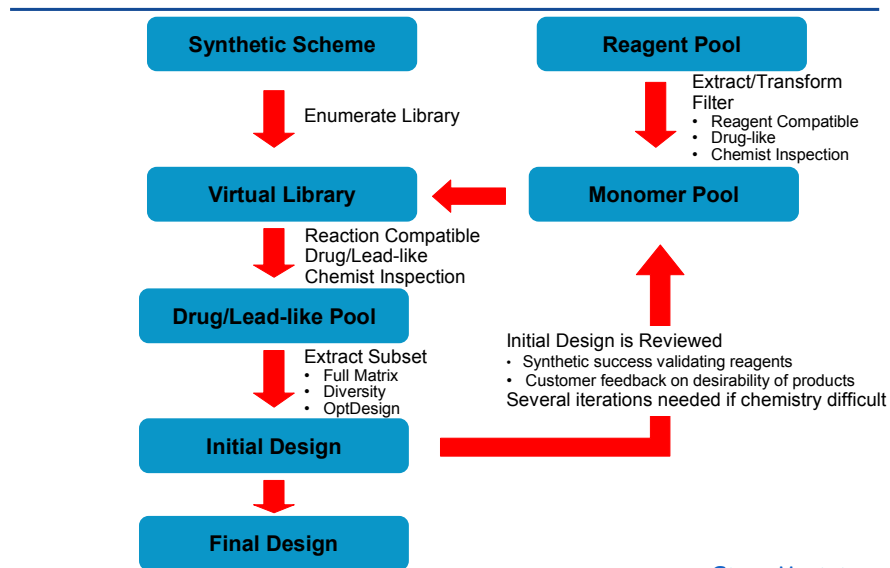 Synthetic Scheme
Reagent Pool
Enumerate Library
Extract/Transform
Filter
• Reagent Compatible
• Drug-like
• Chemist Inspection
Virtual Library
Monomer Pool
Reaction Compatible
Drug/Lead-like
Chemist Inspection
Drug/Lead-like Pool
Extract Subset
• Full Matrix
• Diversity
• OptDesign
Initial Design is Reviewed
• Synthetic success validating reagents
• Customer feedback on desirability of products
Several iterations needed if chemistry difficult
Initial Design
Final Design